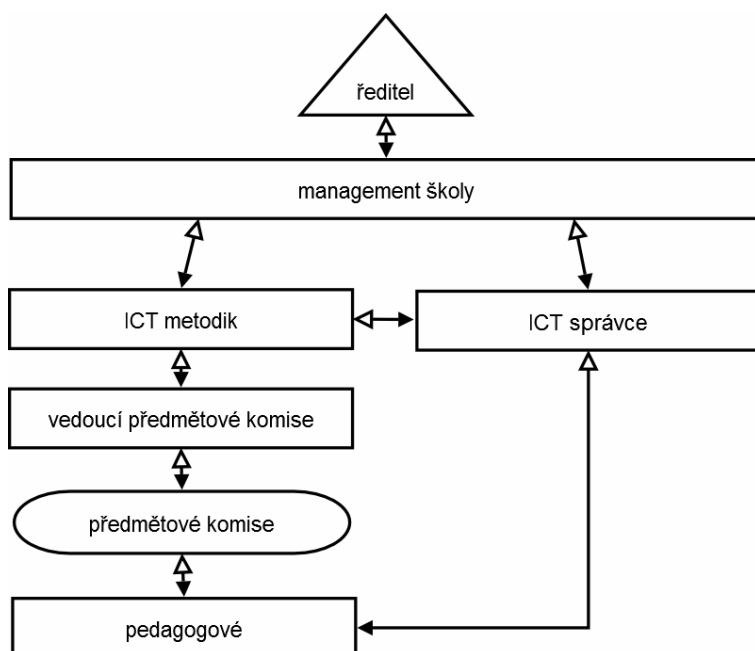 ředitel
management školy
ICT metodik
ICT správce
vedoucí předmětové komise
předmětové komise
pedagogové